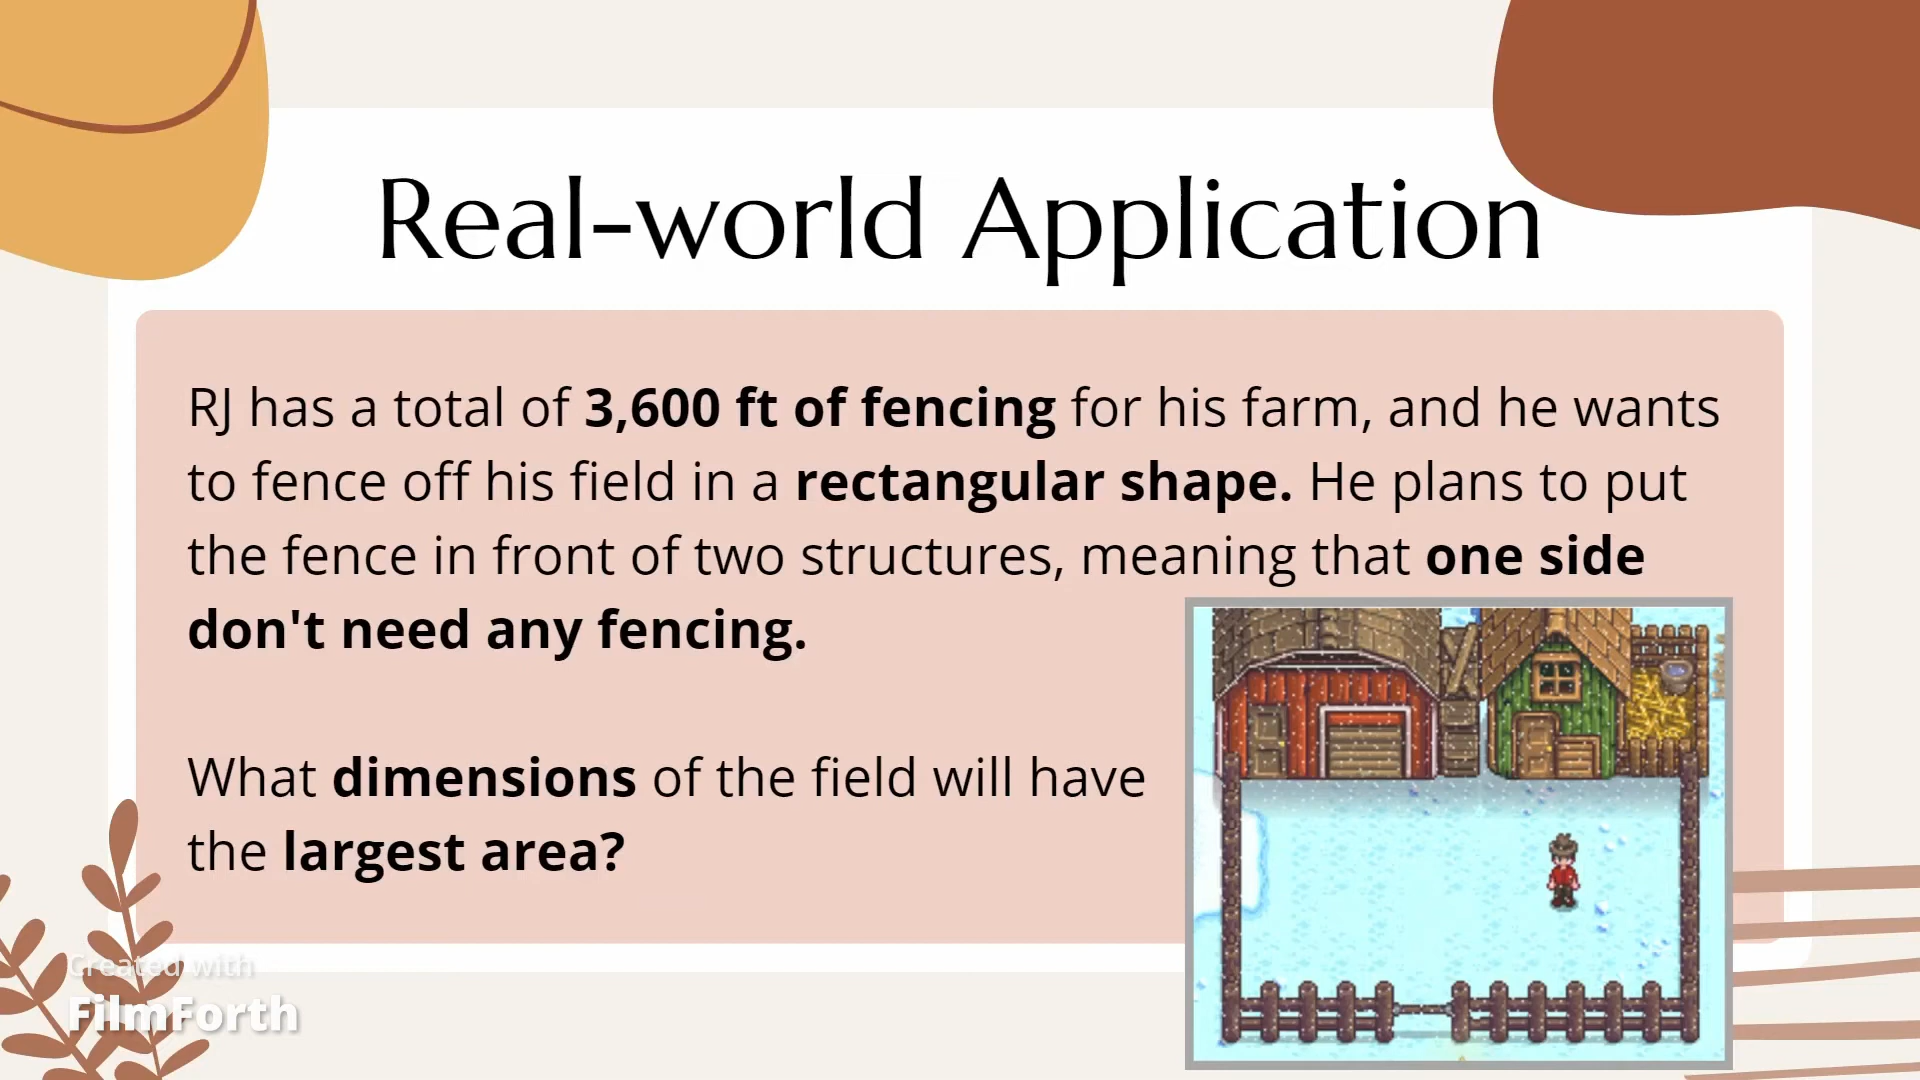 Real-world Application
RJ has a total of 3,600 ft of fencing for his farm, and he wants
to fence off his field in a rectangular shape. He plans to put
the fence in front of two structures, meaning that one side
don't need any fencing.
What dimensions of the field will have
the largest area?
Created with
FilmForth